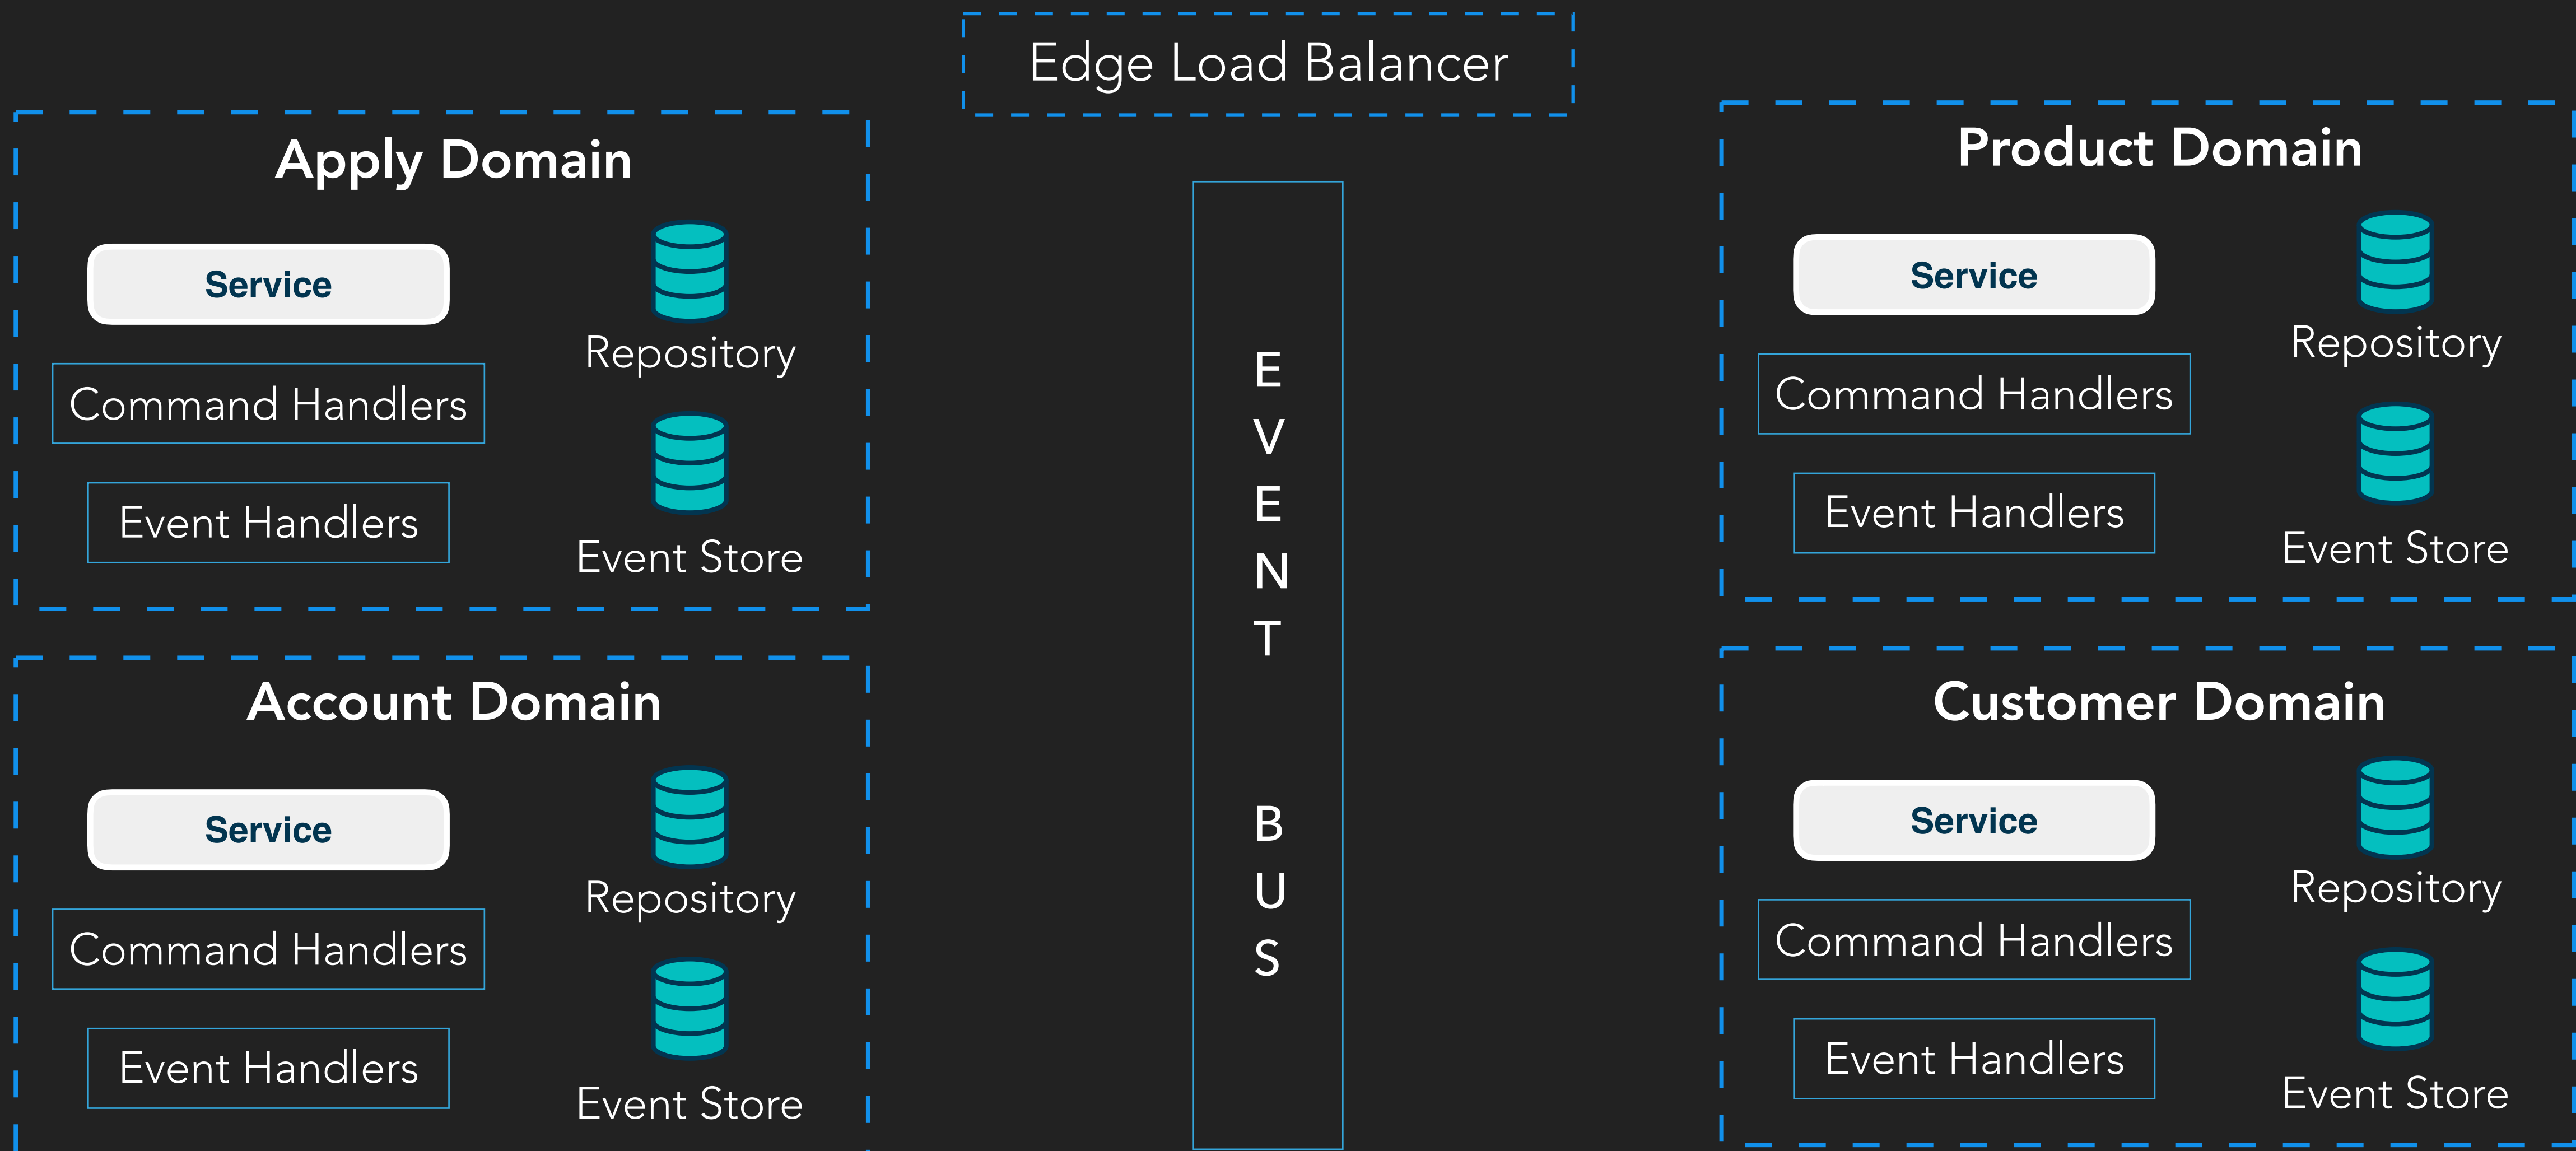 Edge Load Balancer
Apply Domain
Service
Command Handlers
Event Handlers
Repository
Event Store
Account Domain
Service
Command Handlers
Event Handlers
Repository
Event Store
E
V
E
N
T
B
U
S
Product Domain
Service
Command Handlers
Event Handlers
Repository
Event Store
Customer Domain
Service
Command Handlers
Event Handlers
Repository
Event Store